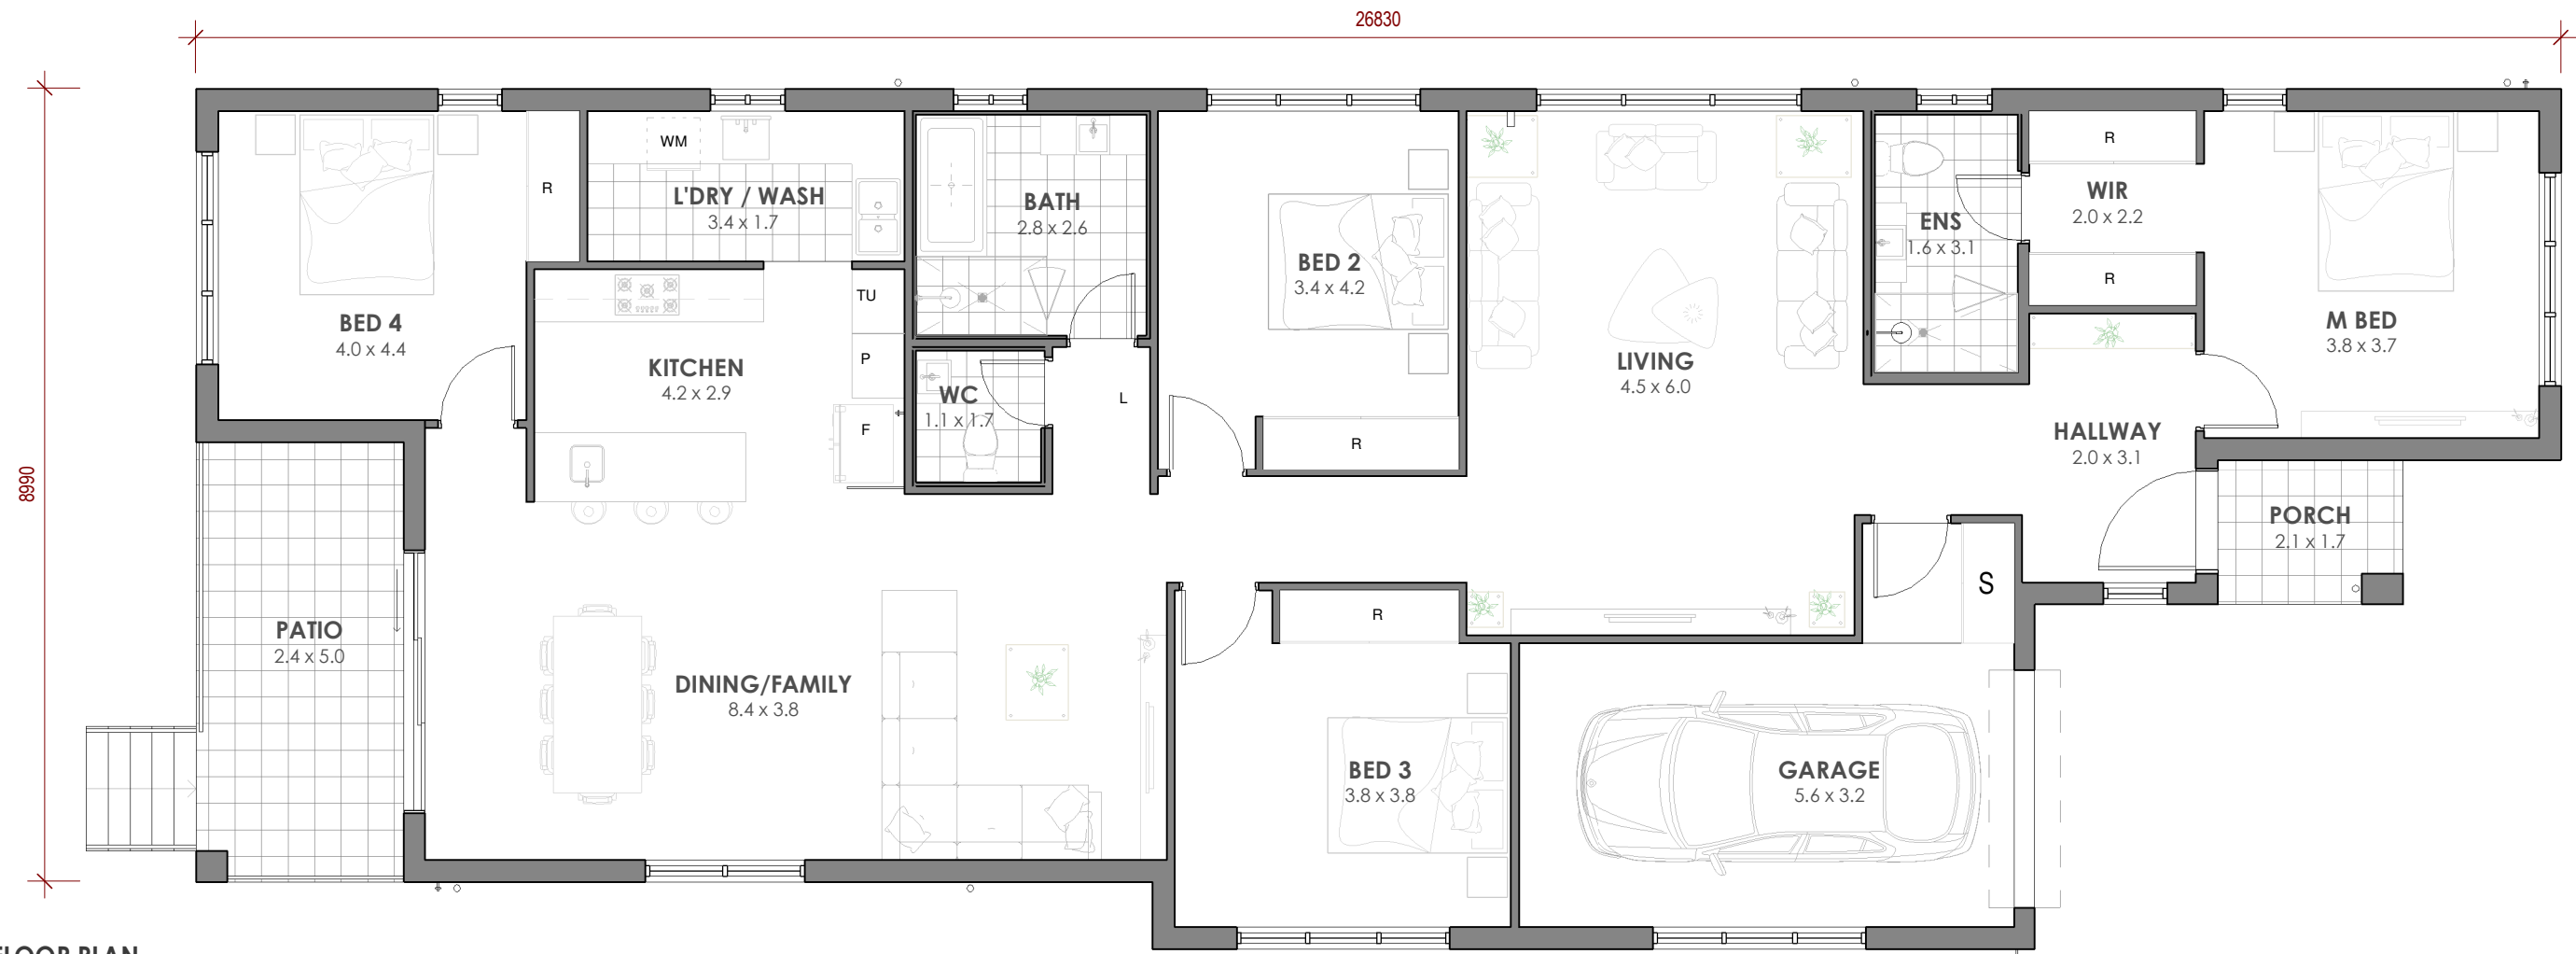 26830
8990
WM
R
L'DRY / WASH
3.4 x 1.7
BATH
2.8 x 2.6
BED 2
3.4 x 4.2
R
WIR
2.0 x 2.2
ENS
1.6 x 3.1
R
BED 4
4.0 x 4.4
TU
KITCHEN
4.2 x 2.9
P
F
WC
1.1 x 1.7
L
R
LIVING
4.5 x 6.0
M BED
3.8 x 3.7
HALLWAY
2.0 x 3.1
PORCH
2.1 x 1.7
S
PATIO
2.4 x 5.0
DINING/FAMILY
8.4 x 3.8
R
BED 3
3.8 x 3.8
GARAGE
5.6 x 3.2
FLOOR PLAN